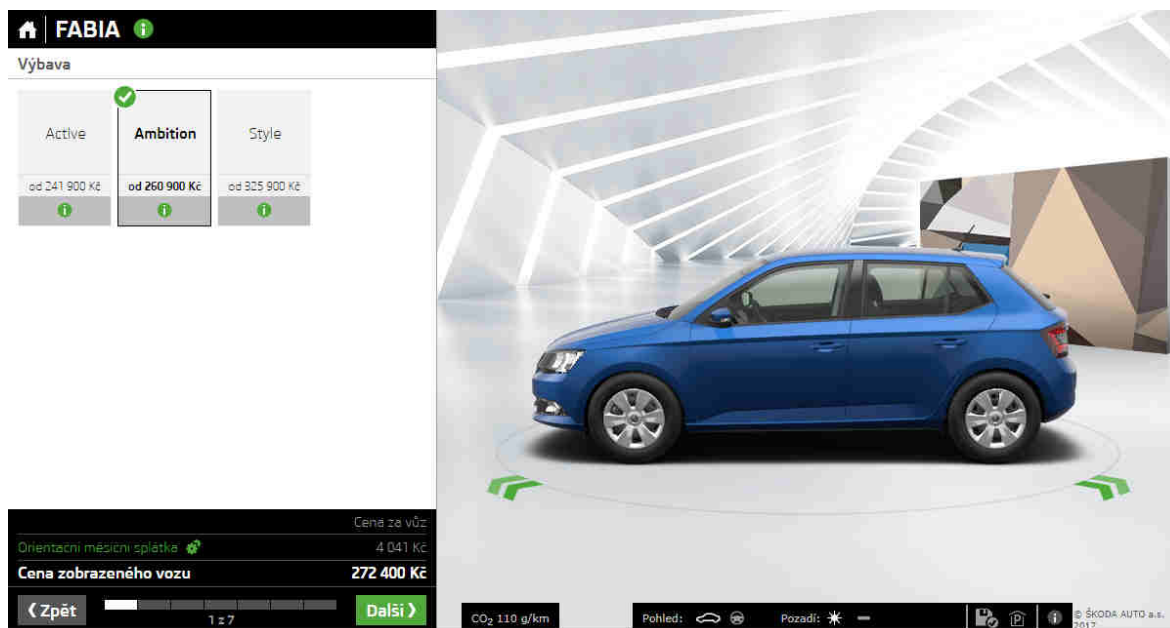 FABIA
Výbava
Active
Ambition
Style
od 241 900 Kč
od 260 900 Kč
od 325 900 Kč
Cena za vůz
Orientační měsíční splátka
4 041 Kč
Cena zobrazeného vozu
272 400 Kč
Zpět
1 z 7
Další
CO₂ 110 g/km
Pohled:
Pozadí:
P
© ŠKODA AUTO a.s.
2017